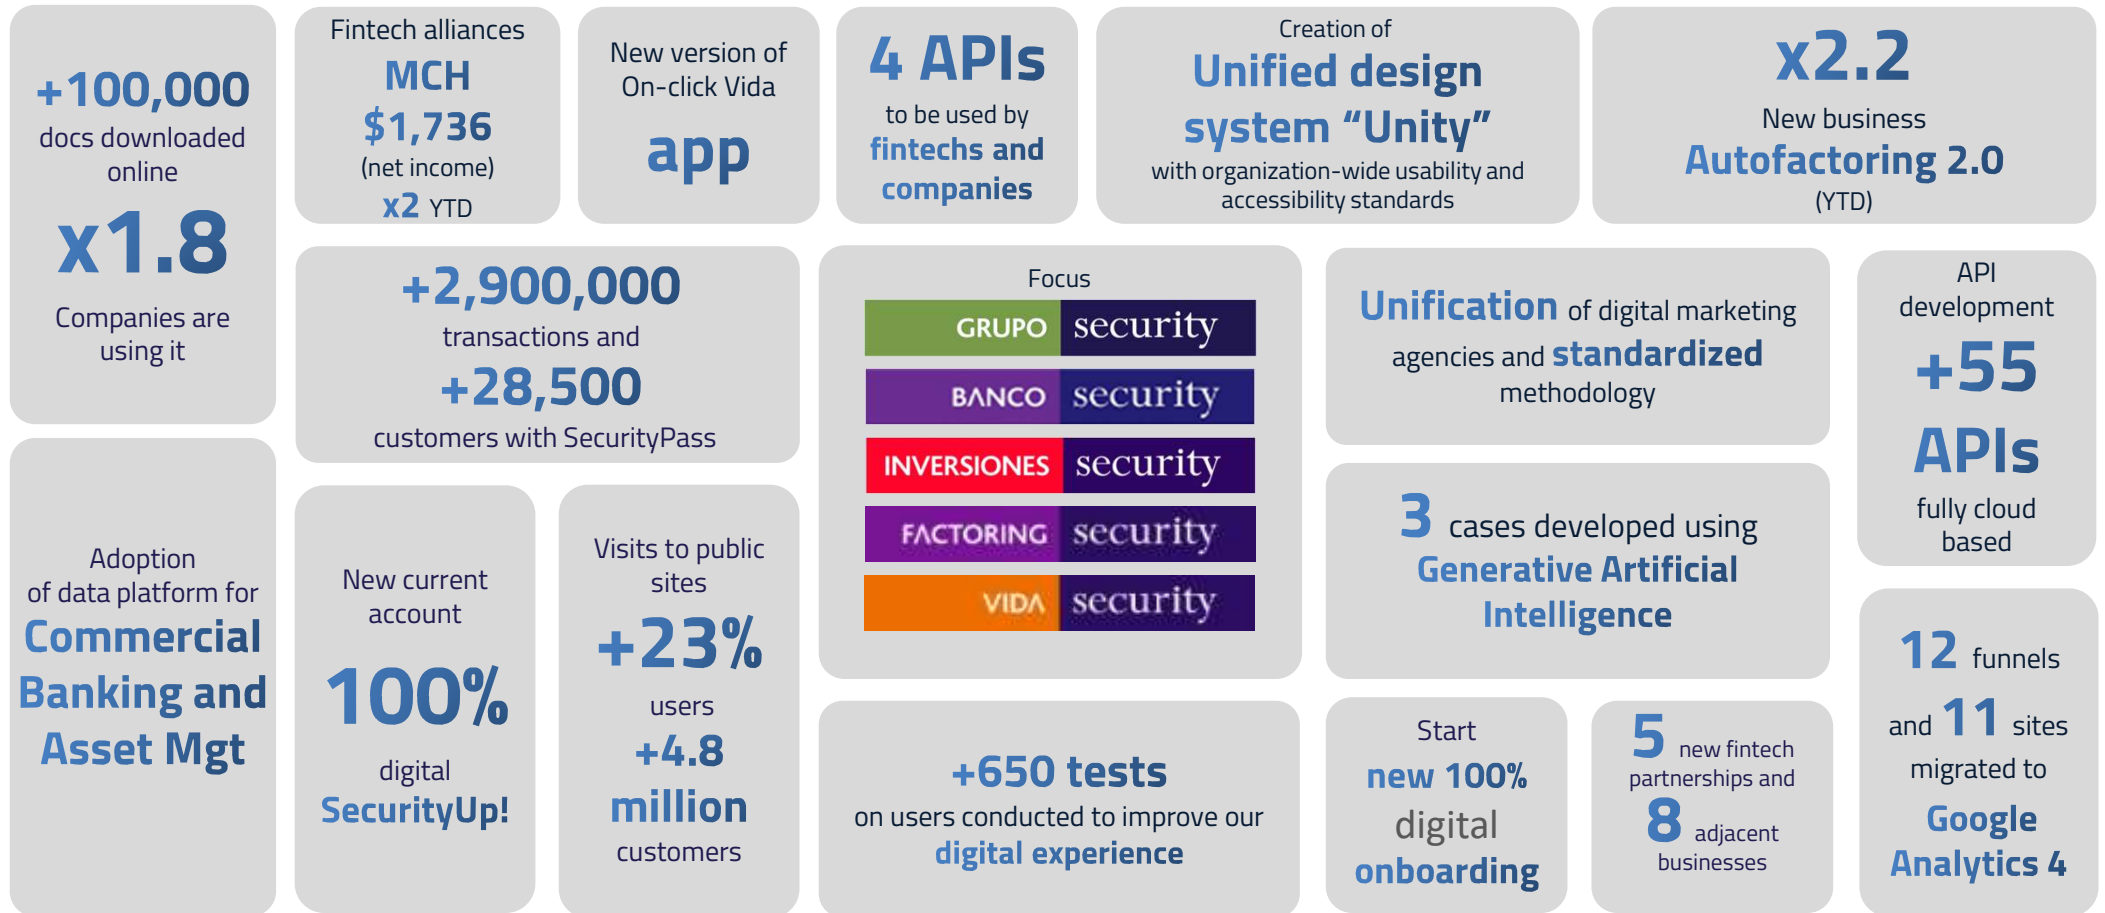 +100,000
docs downloaded
online
x1.8
Companies are
using it
Fintech alliances
MCH
$1,736
(net income)
x2 YTD
New version of
On-click Vida
app
4 APIs
to be used by
fintechs and
companies
Creation of
Unified design
system “Unity”
with organization-wide usability and
accessibility standards
x2.2
New business
Autofactoring 2.0
(YTD)
+2,900,000
transactions and
+28,500
customers with SecurityPass
Focus
GRUPO security
BANCO security
INVERSIONES security
FACTORING security
VIDA security
Unification of digital marketing
agencies and standardized
methodology
API
development
+55
APIs
fully cloud
based
Adoption
of data platform for
Commercial
Banking and
Asset Mgt
New current
account
100%
digital
SecurityUp!
Visits to public
sites
+23%
users
+4.8
million
customers
3 cases developed using
Generative Artificial
Intelligence
+650 tests
on users conducted to improve our
digital experience
Start
new 100%
digital
onboarding
5 new fintech
partnerships and
8 adjacent
businesses
12 funnels
and 11 sites
migrated to
Google
Analytics 4